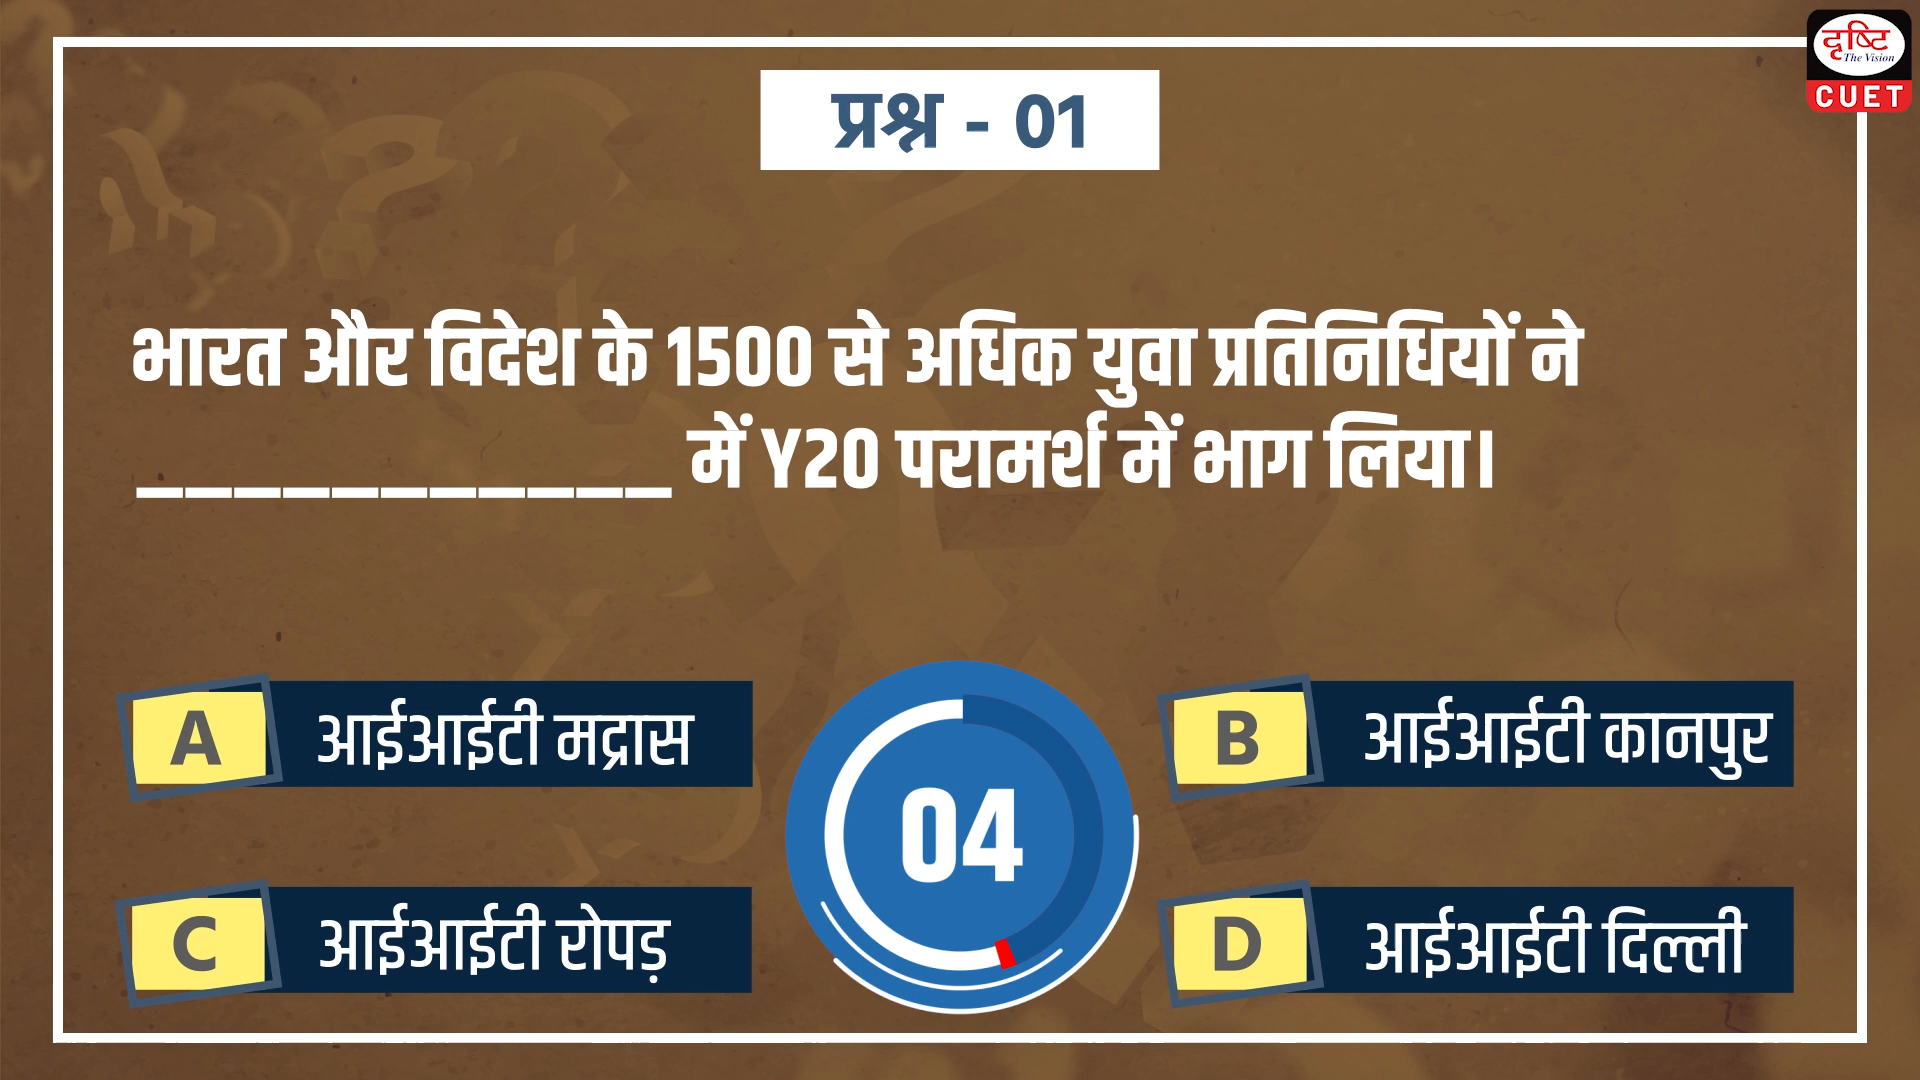 दृष्टि
The Vision
CUET
प्रश्न - 01
भारत और विदेश के 1500 से अधिक युवा प्रतिनिधियों ने
___________ में Y20 परामर्श में भाग लिया।
A आईआईटी मद्रास
B आईआईटी कानपुर
04
C आईआईटी रोपड़
D आईआईटी दिल्ली